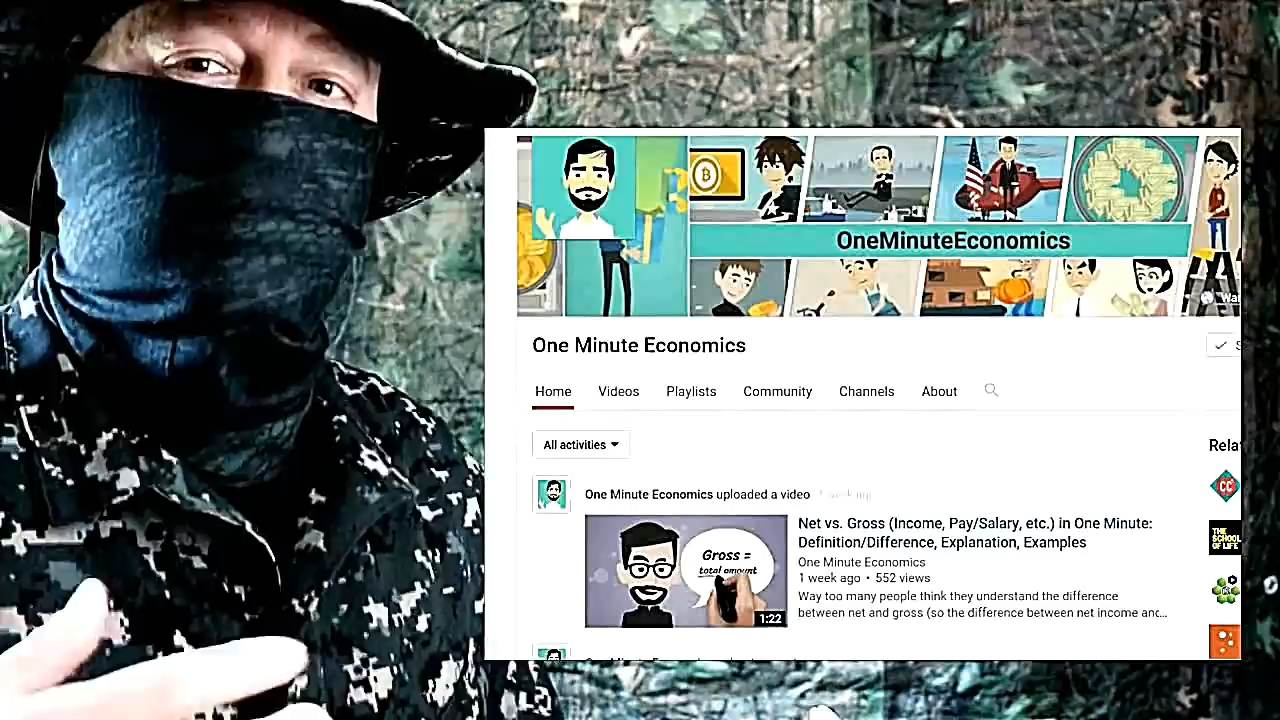 OneMinuteEconomics
One Minute Economics
Home Videos Playlists Community Channels About
All activities
Rela
One Minute Economics uploaded a video
CC
THE
SCHOOL
OF LIFE
Gross =
total amount
1:22
Net vs. Gross (Income, Pay/Salary, etc.) in One Minute:
Definition/Difference, Explanation, Examples
One Minute Economics
1 week ago • 552 views
Way too many people think they understand the difference
between net and gross (so the difference between net income anc...